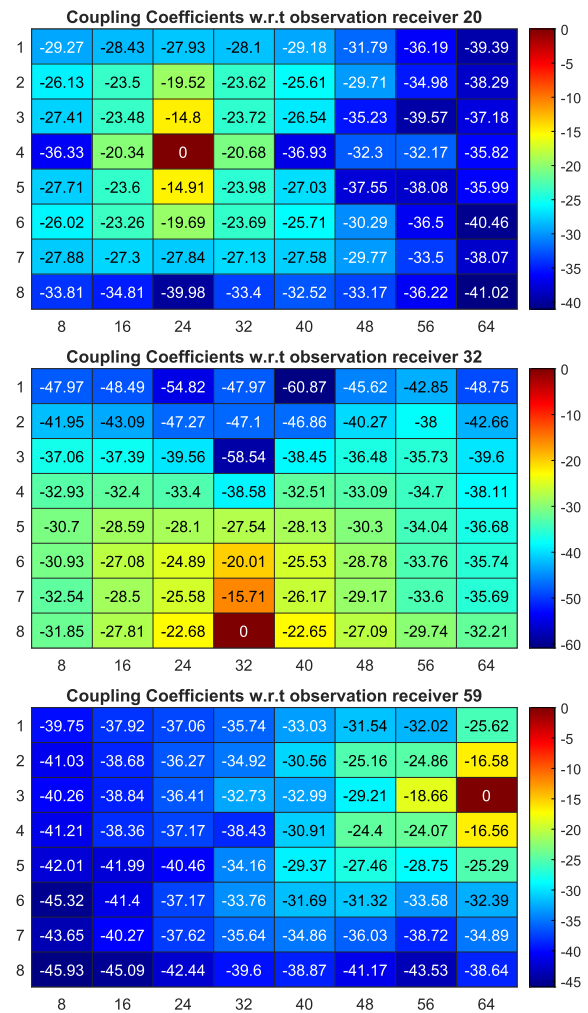 Coupling Coefficients w.r.t observation receiver 20
1 -29.27 -28.43 -27.93 -28.1 -29.18 -31.79 -36.19 -39.39 0
2 -26.13 -23.5 -19.52 -23.62 -25.61 -29.71 -34.98 -38.29 -5
3 -27.41 -23.48 -14.8 -23.72 -26.54 -35.23 -39.57 -37.18 -10
4 -36.33 -20.34 0 -20.68 -36.93 -32.3 -32.17 -35.82 -15
5 -27.71 -23.6 -14.91 -23.98 -27.03 -37.55 -38.08 -35.99 -20
6 -26.02 -23.26 -19.69 -23.69 -25.71 -30.29 -36.5 -40.46 -25
7 -27.88 -27.3 -27.84 -27.13 -27.58 -29.77 -33.5 -38.07 -30
-35
8 -33.81 -34.81 -39.98 -33.4 -32.52 -33.17 -36.22 -41.02 -40
8 16 24 32 40 48 56 64
Coupling Coefficients w.r.t observation receiver 32
1 -47.97 -48.49 -54.82 -47.97 -60.87 -45.62 -42.85 -48.75 0
2 -41.95 -43.09 -47.27 -47.1 -46.86 -40.27 -38 -42.66 -10
3 -37.06 -37.39 -39.56 -58.54 -38.45 -36.48 -35.73 -39.6 -20
4 -32.93 -32.4 -33.4 -38.58 -32.51 -33.09 -34.7 -38.11
5 -30.7 -28.59 -28.1 -27.54 -28.13 -30.3 -34.04 -36.68 -30
6 -30.93 -27.08 -24.89 -20.01 -25.53 -28.78 -33.76 -35.74 -40
7 -32.54 -28.5 -25.58 -15.71 -26.17 -29.17 -33.6 -35.69 -50
8 -31.85 -27.81 -22.68 0 -22.65 -27.09 -29.74 -32.21 -60
8 16 24 32 40 48 56 64
Coupling Coefficients w.r.t observation receiver 59
1 -39.75 -37.92 -37.06 -35.74 -33.03 -31.54 -32.02 -25.62 0
2 -41.03 -38.68 -36.27 -34.92 -30.56 -25.16 -24.86 -16.58 -5
3 -40.26 -38.84 -36.41 -32.73 -32.99 -29.21 -18.66 0 -10
-15
4 -41.21 -38.36 -37.17 -38.43 -30.91 -24.4 -24.07 -16.56 -20
5 -42.01 -41.99 -40.46 -34.16 -29.37 -27.46 -28.75 -25.29 -25
6 -45.32 -41.4 -37.17 -33.76 -31.69 -31.32 -33.58 -32.39 -30
-35
7 -43.65 -40.27 -37.62 -35.64 -34.86 -36.03 -38.72 -34.89 -40
8 -45.93 -45.09 -42.44 -39.6 -38.87 -41.17 -43.53 -38.64 -45
8 16 24 32 40 48 56 64